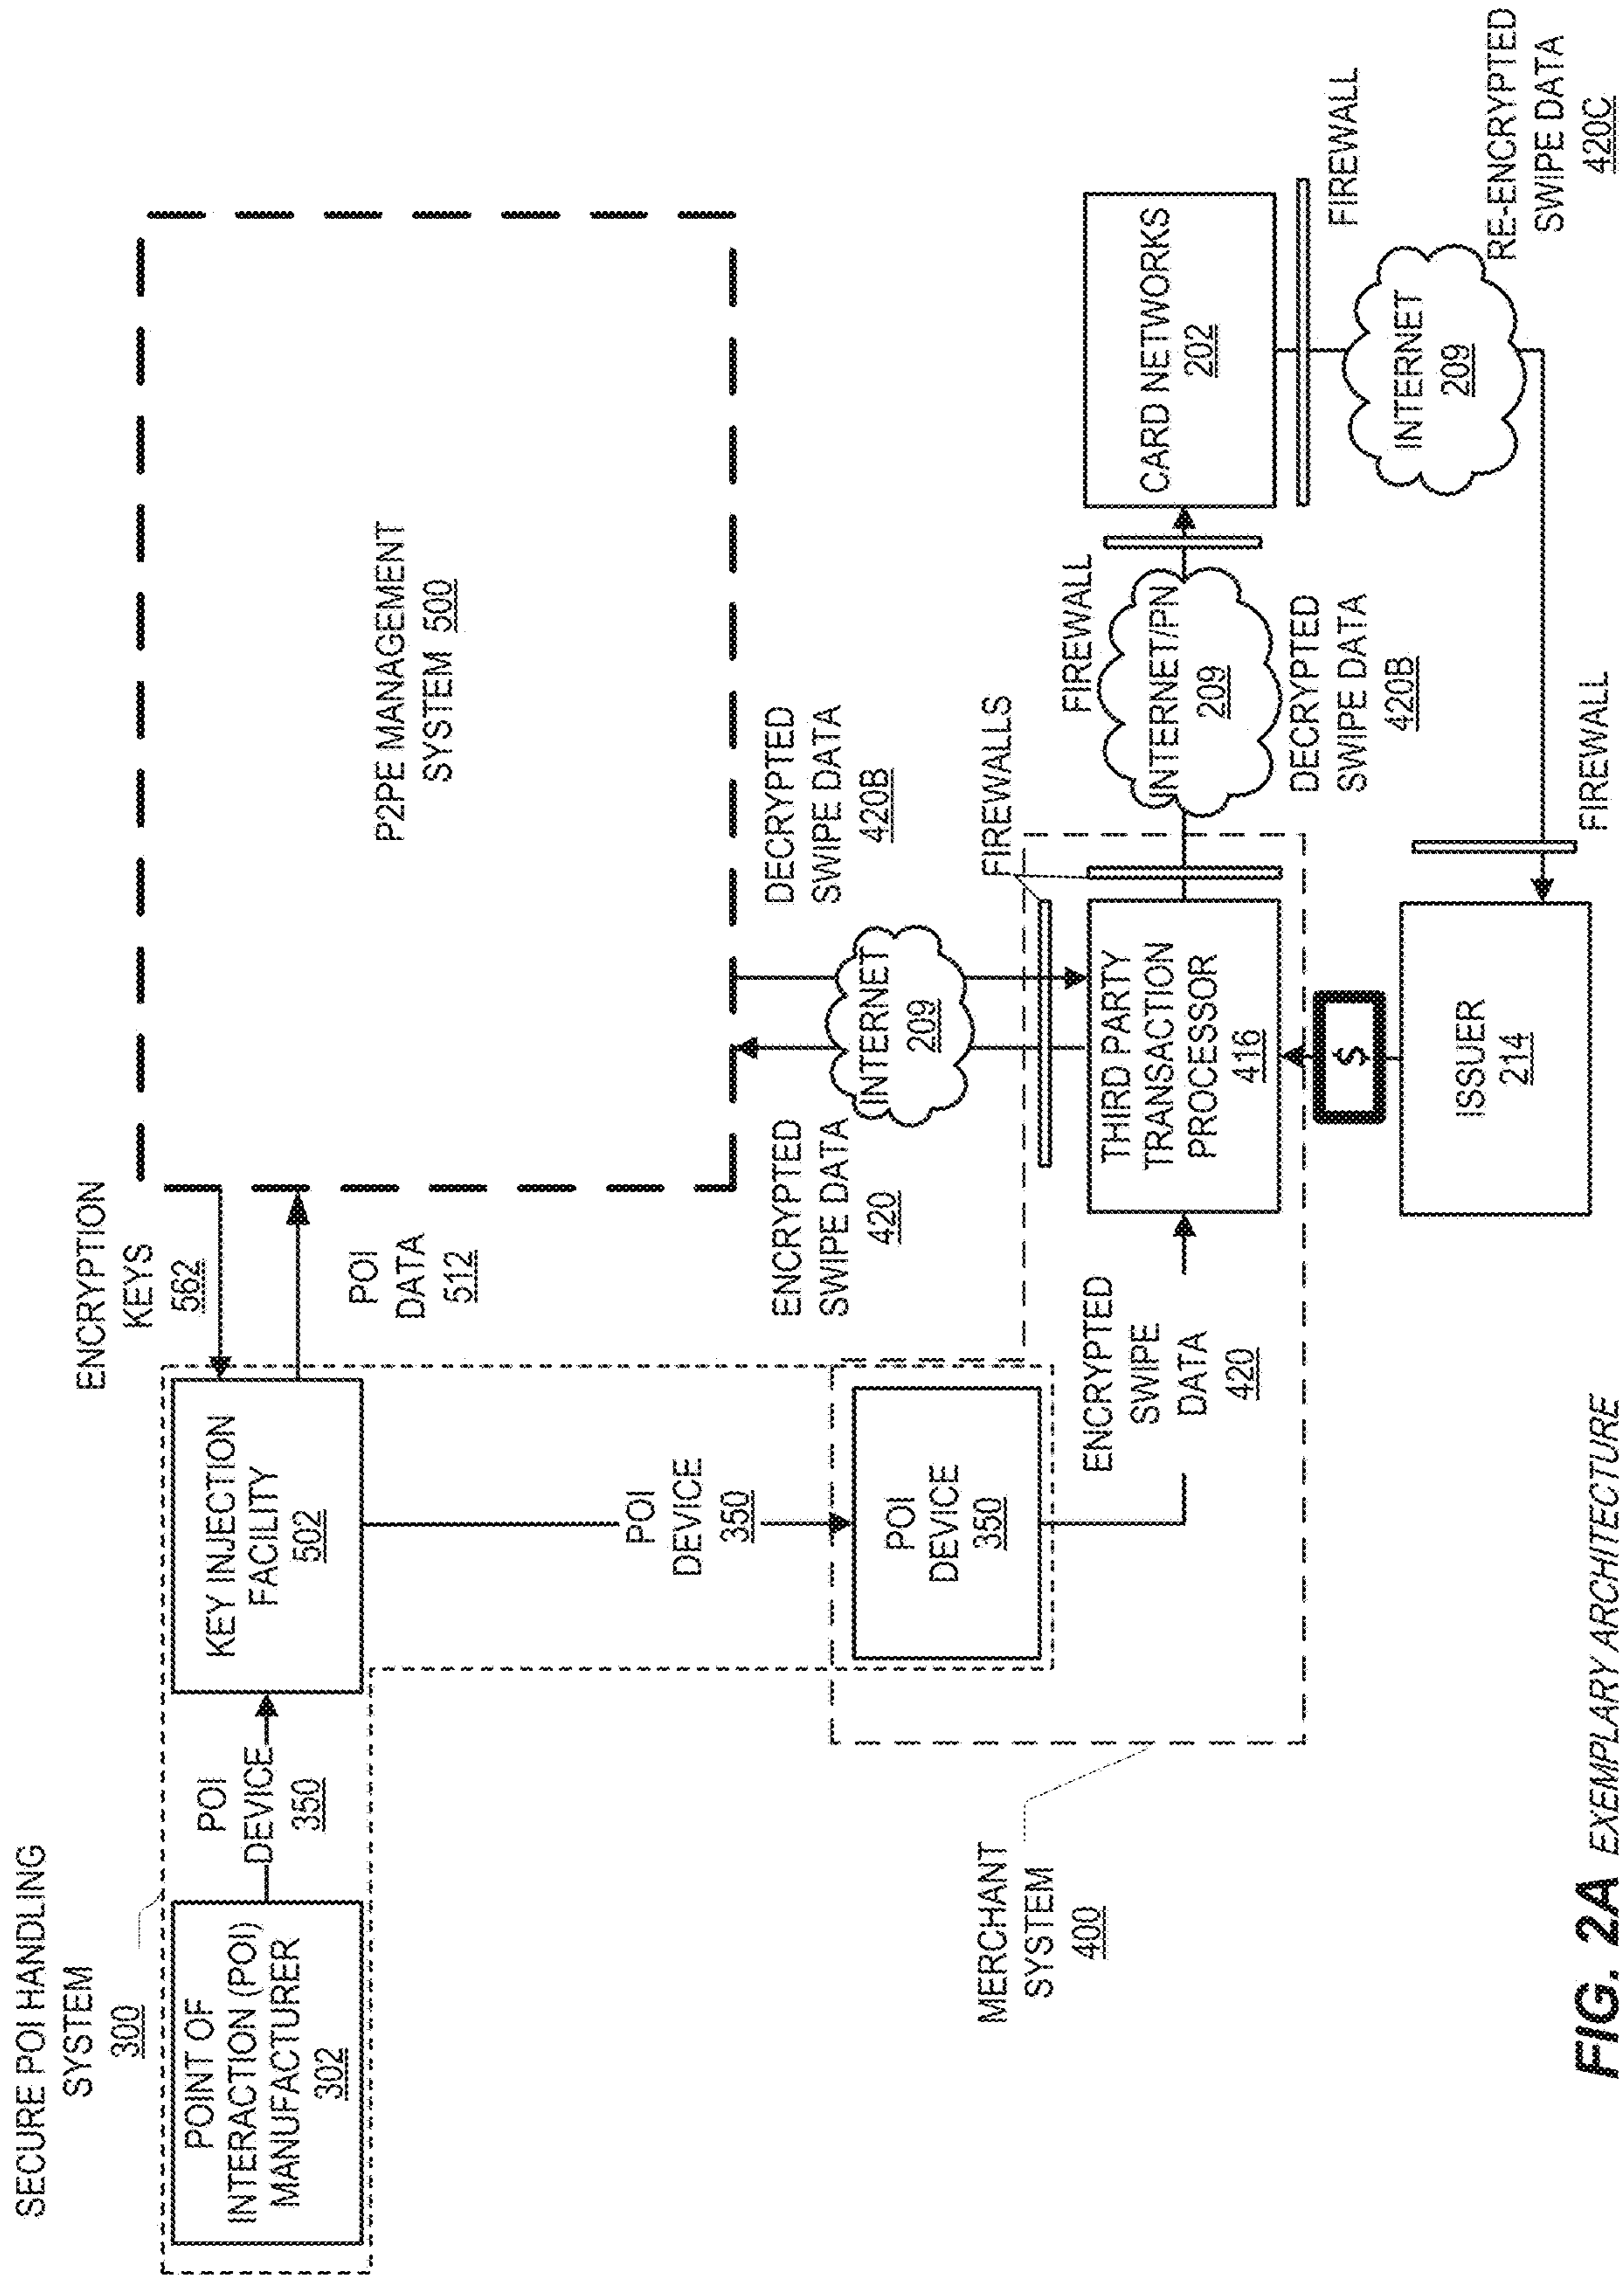 SECURE POI HANDLING
SYSTEM
300
POINT OF
INTERACTION (POI)
MANUFACTURER
302
POI
DEVICE
350
KEY INJECTION
FACILITY
502
ENCRYPTION
KEYS
562
POI
DATA
512
P2PE MANAGEMENT
SYSTEM 500
POI
DEVICE
350
POI
DEVICE
350
ENCRYPTED
SWIPE DATA
420
INTERNET
209
DECRYPTED
SWIPE DATA
420B
FIREWALLS
MERCHANT
SYSTEM
400
ENCRYPTED
SWIPE
DATA
420
THIRD PARTY
TRANSACTION
PROCESSOR
416
FIREWALL
INTERNET/PN
209
DECRYPTED
SWIPE DATA
420B
CARD NETWORKS
202
FIREWALL
INTERNET
209
RE-ENCRYPTED
SWIPE DATA
420C
$
ISSUER
214
FIREWALL
FIG. 2A EXEMPLARY ARCHITECTURE